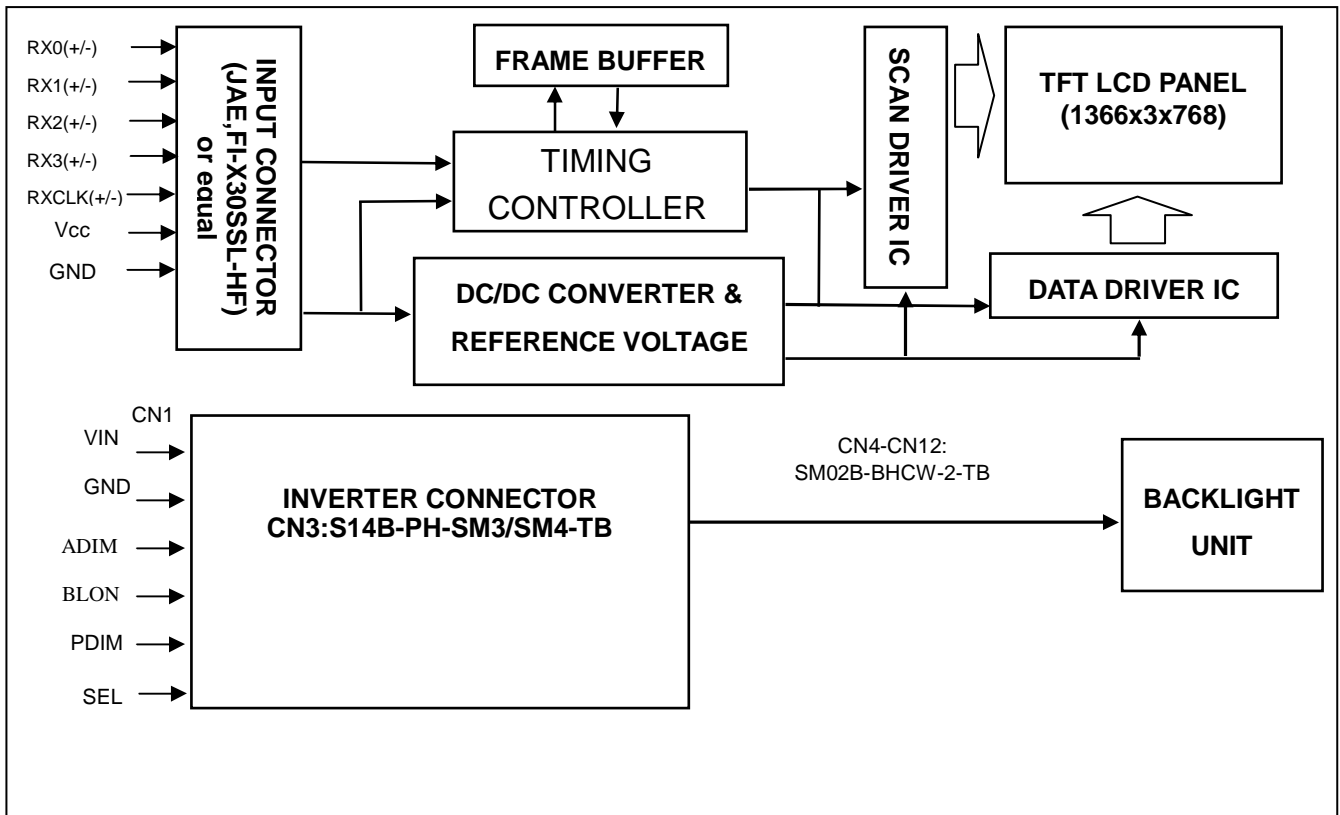 RX0(+/-)
RX1(+/-)
RX2(+/-)
RX3(+/-)
RXCLK(+/-)
Vcc
GND
INPUT CONNECTOR
(JAE,FI-X30SSL-HF)
or equal
FRAME BUFFER
TIMING
CONTROLLER
DC/DC CONVERTER &
REFERENCE VOLTAGE
SCAN DRIVER IC
TFT LCD PANEL
(1366x3x768)
DATA DRIVER IC
CN1
VIN
GND
ADIM
BLON
PDIM
SEL
INVERTER CONNECTOR
CN3:S14B-PH-SM3/SM4-TB
CN4-CN12:
SM02B-BHCW-2-TB
BACKLIGHT
UNIT